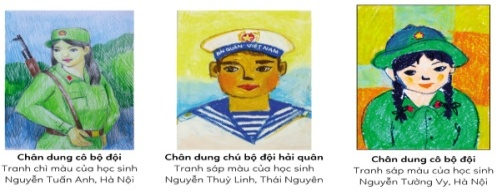 HẢI QUÂN VIỆT NAM
Chân dung cô bộ đội
Tranh chì màu của học sinh
Nguyễn Tuấn Anh, Hà Nội
Chân dung chú bộ đội hải quân
Tranh sáp màu của học sinh
Nguyễn Thuỳ Linh, Thái Nguyên
Chân dung cô bộ đội
Tranh sáp màu của học sinh
Nguyễn Tường Vy, Hà Nội